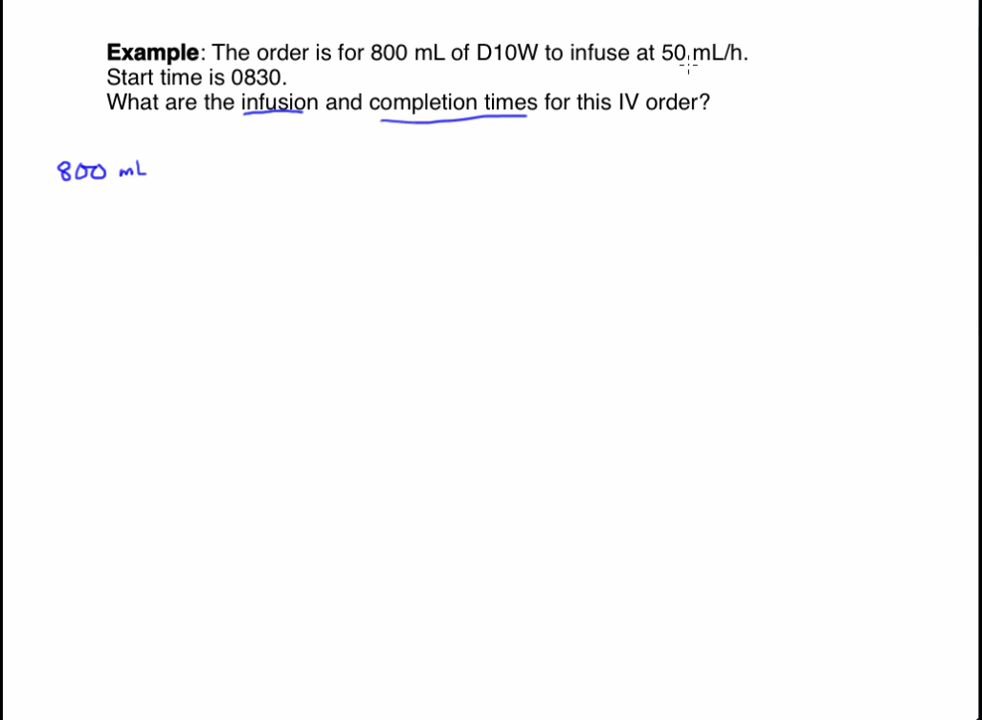 Example: The order is for 800 mL of D10W to infuse at 50 mL/h.
Start time is 0830.
What are the infusion and completion times for this IV order?
800 mL